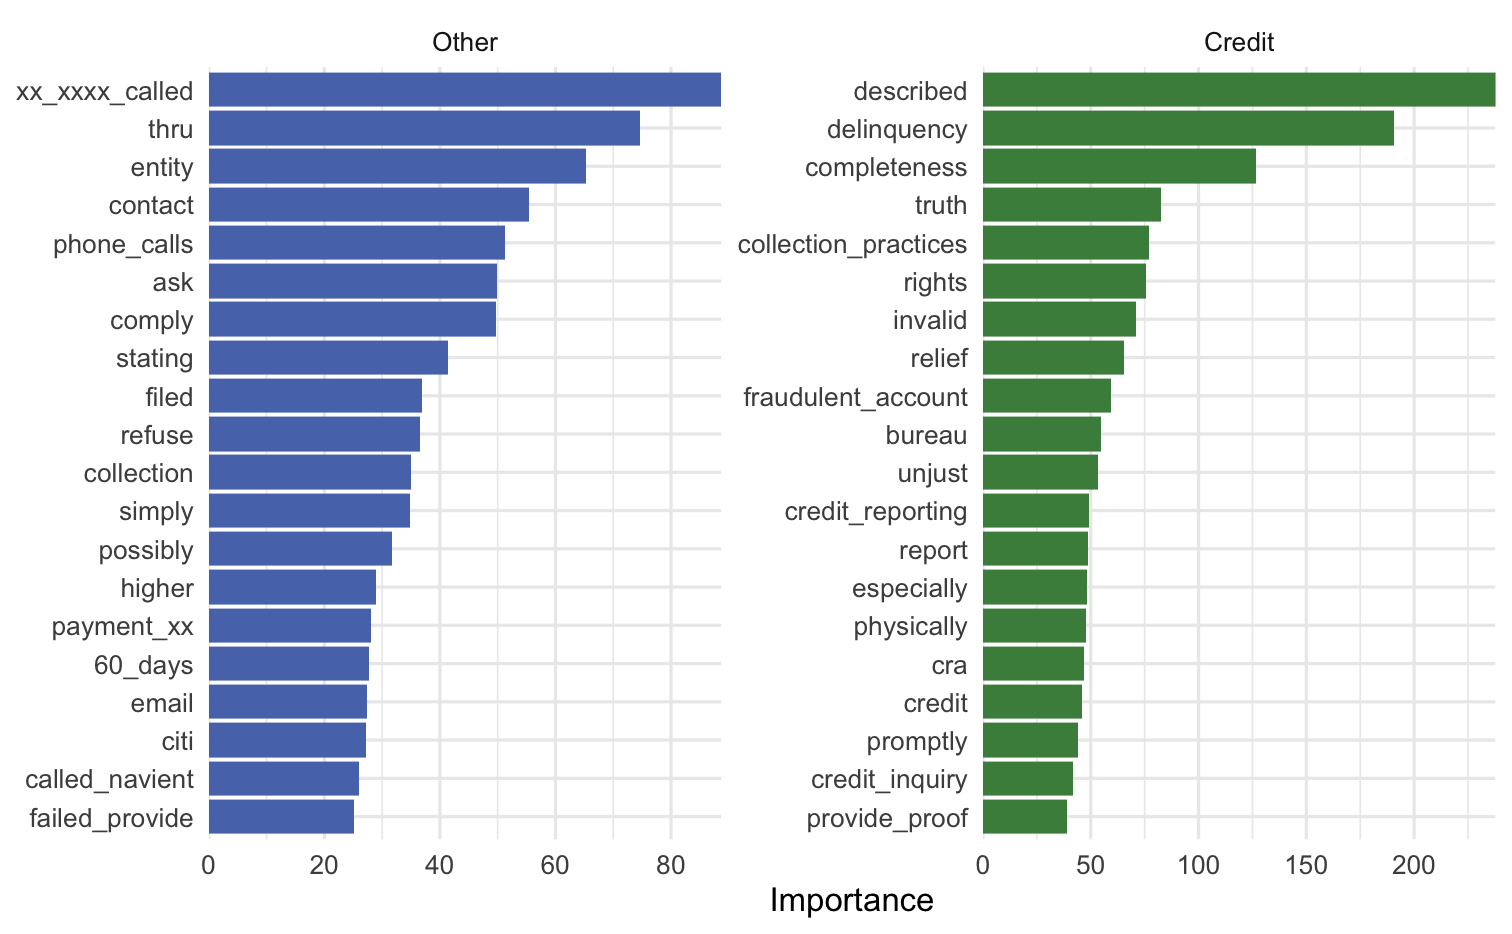 Other
xx_xxxx_called
thru
entity
contact
phone_calls
ask
comply
stating
filed
refuse
collection
simply
possibly
higher
payment_xx
60_days
email
citi
called_navient
failed_provide
0 20 40 60 80
Credit
described
delinquency
completeness
truth
collection_practices
rights
invalid
relief
fraudulent_account
bureau
unjust
credit_reporting
report
especially
physically
cra
credit
promptly
credit_inquiry
provide_proof
0 50 100 150 200
Importance